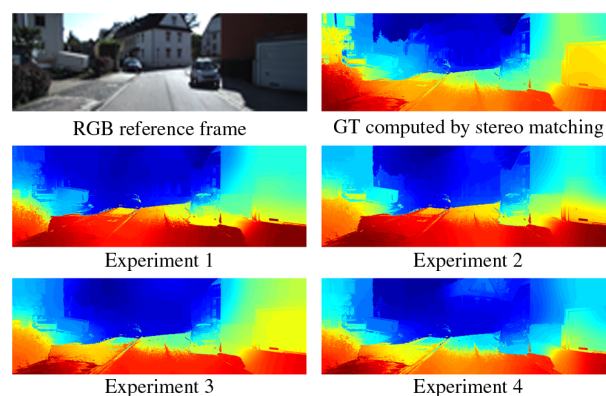 RGB reference frame
GT computed by stereo matching
Experiment 1
Experiment 2
Experiment 3
Experiment 4